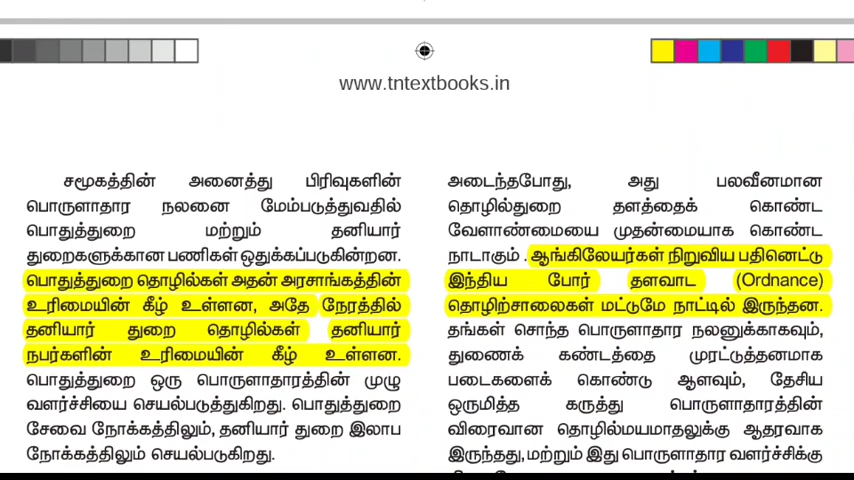 www.tntextbooks.in
சமூகத்தின் அனைத்து பிரிவுகளின்
பொருளாதார நலனை மேம்படுத்துவதில்
பொதுத்துறை மற்றும் தனியார்
துறைகளுக்கான பணிகள் ஒதுக்கப்படுகின்றன.
பொதுத்துறை தொழில்கள் அதன் அரசாங்கத்தின்
உரிமையின் கீழ் உள்ளன, அதே நேரத்தில்
தனியார் துறை தொழில்கள் தனியார்
நபர்களின் உரிமையின் கீழ் உள்ளன.
பொதுத்துறை ஒரு பொருளாதாரத்தின் முழு
வளர்ச்சியை செயல்படுத்துகிறது. பொதுத்துறை
சேவை நோக்கத்திலும், தனியார் துறை இலாப
நோக்கத்திலும் செயல்படுகிறது.
அடைந்தபோது, அது பலவீனமான
தொழில்துறை தளத்தைக் கொண்ட
வேளாண்மையை முதன்மையாக கொண்ட
நாடாகும் . ஆங்கிலேயர்கள் நிறுவிய பதினெட்டு
இந்திய போர் தளவாட (Ordnance)
தொழிற்சாலைகள் மட்டுமே நாட்டில் இருந்தன.
தங்கள் சொந்த பொருளாதார நலனுக்காகவும்,
துணைக் கண்டத்தை முரட்டுத்தனமாக
படைகளைக் கொண்டு ஆளவும், தேசிய
ஒருமித்த கருத்து பொருளாதாரத்தின்
விரைவான தொழில்மயமாதலுக்கு ஆதரவாக
இருந்தது, மற்றும் இது பொருளாதார வளர்ச்சிக்கு